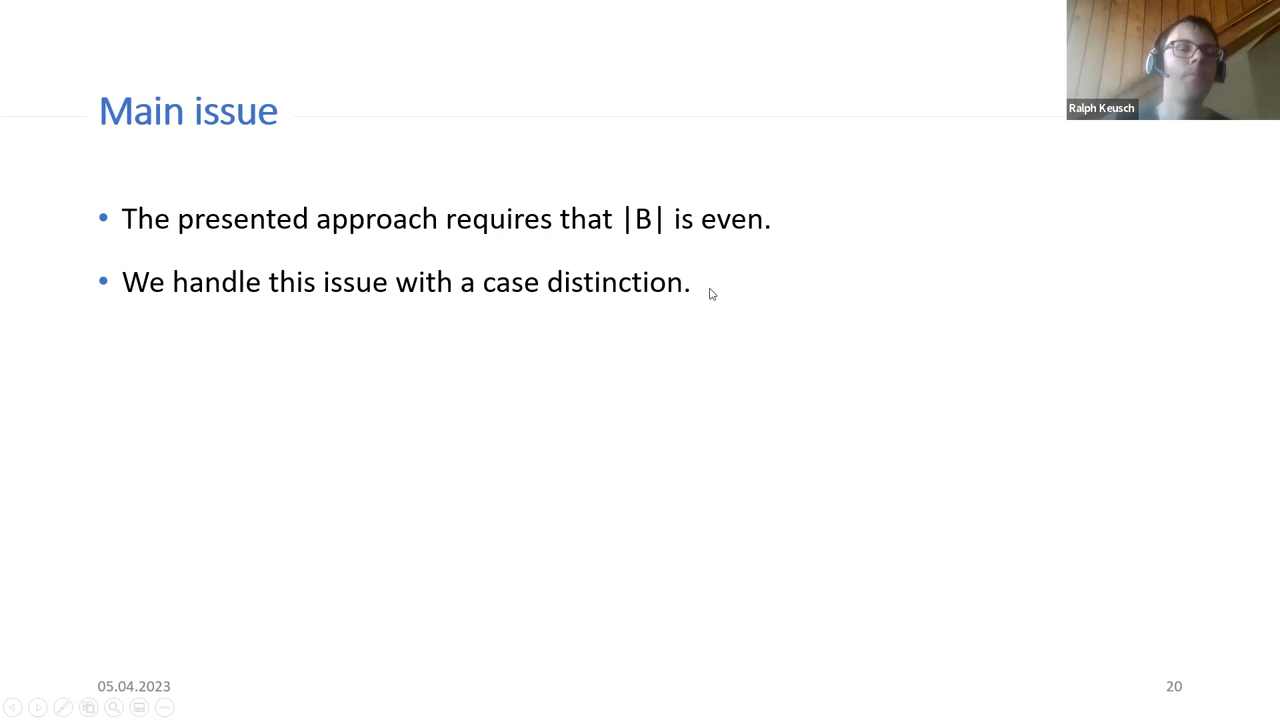 Ralph Keusch
Main issue
• The presented approach requires that |B| is even.
• We handle this issue with a case distinction.
05.04.2023
20